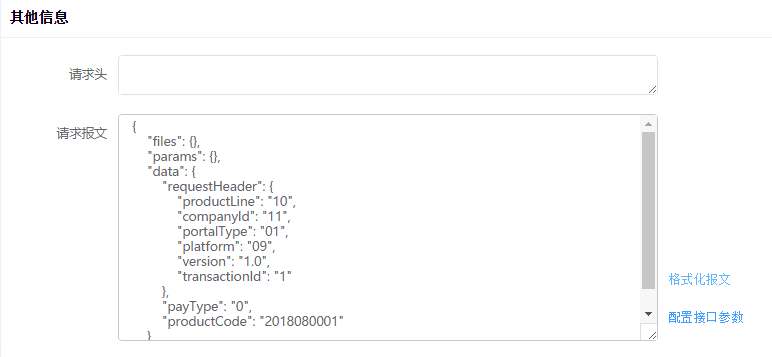 其他信息
请求头
请求报文
{
"files": {},
"params": {},
"data": {
"requestHeader": {
"productLine": "10",
"companyId": "11",
"portalType": "01",
"platform": "09",
"version": "1.0",
"transactionId": "1"
},
"payType": "0",
"productCode": "2018080001"
}
格式化报文
配置接口参数